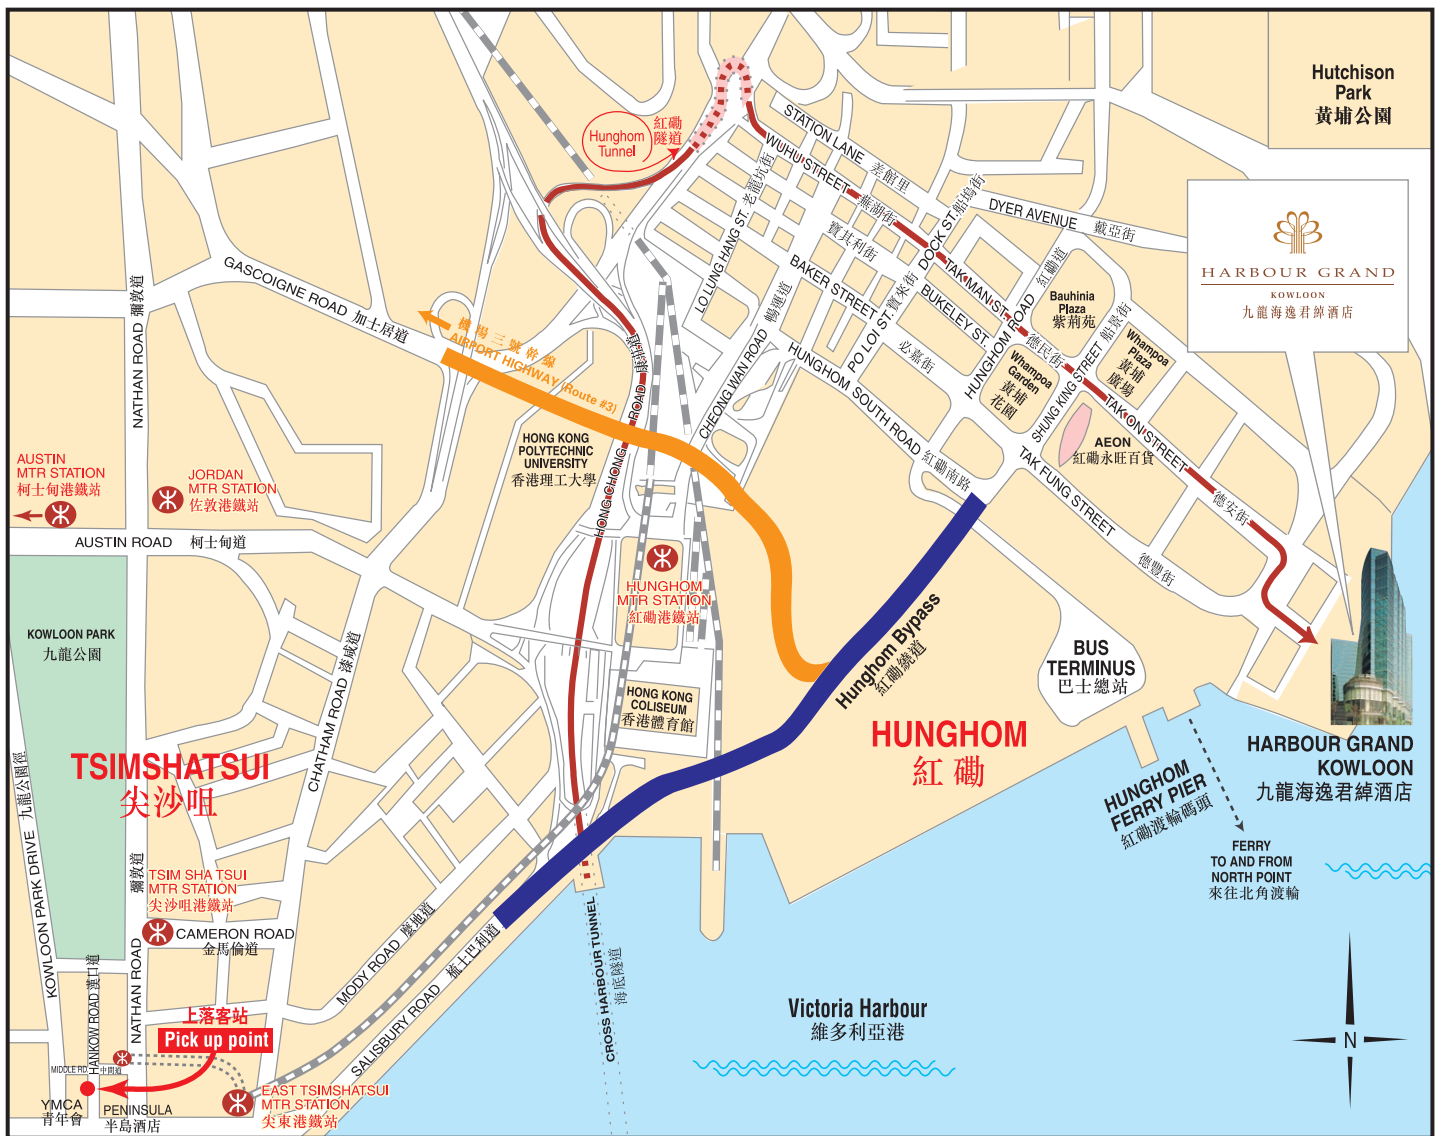 Hutchison
Park
黃埔公園
HARBOUR GRAND
KOWLOON
九龍海逸君綽酒店
Hunghom
Tunnel
紅磡
隧道
STATION LANE 差館里
WUHU STREET 蕪湖街
DYER AVENUE 戴亞街
LO LUNG HANG ST. 老龍坑街
DOCK ST. 船塢街
寶其利街
BAKER STREET
BUKELEY ST.
必嘉街
PO LOI ST. 寶來街
TAK MAN ST.
德民街
HUNGHOM ROAD 紅磡道
Bauhinia
Plaza
紫荊苑
Whampoa
Garden
黃埔
花園
Whampoa
Plaza
黃埔
廣場
SHUNG KING STREET 船景街
TAK ON STREET
德安街
AEON
紅磡永旺百貨
TAK FUNG STREET
德豐街
HUNGHOM SOUTH ROAD 紅磡南路
CHEONG WAN ROAD 暢運道
GASCOIGNE ROAD 加士居道
機場三號幹線
AIRPORT HIGHWAY (Route #3)
NATHAN ROAD 彌敦道
HONG CHONG ROAD 康莊道
HONG KONG
POLYTECHNIC
UNIVERSITY
香港理工大學
AUSTIN
MTR STATION
柯士甸港鐵站
JORDAN
MTR STATION
佐敦港鐵站
AUSTIN ROAD 柯士甸道
HUNGHOM
MTR STATION
紅磡港鐵站
KOWLOON PARK
九龍公園
CHATHAM ROAD 漆咸道
HONG KONG
COLISEUM
香港體育館
Hunghom Bypass
紅磡繞道
BUS
TERMINUS
巴士總站
HUNGHOM
紅磡
TSIMSHATSUI
尖沙咀
HARBOUR GRAND
KOWLOON
九龍海逸君綽酒店
HUNGHOM
FERRY PIER
紅磡渡輪碼頭
FERRY
TO AND FROM
NORTH POINT
來往北角渡輪
KOWLOON PARK DRIVE 九龍公園徑
彌敦道
TSIM SHA TSUI
MTR STATION
尖沙咀港鐵站
CAMERON ROAD
金馬倫道
NATHAN ROAD
HANKOW ROAD 漢口道
MODY ROAD 麼地道
SALISBURY ROAD 梳士巴利道
CROSS HARBOUR TUNNEL
海底隧道
Victoria Harbour
維多利亞港
N
上落客站
Pick up point
MIDDLE RD. 中間道
YMCA
青年會
PENINSULA
半島酒店
EAST TSIMSHATSUI
MTR STATION
尖東港鐵站